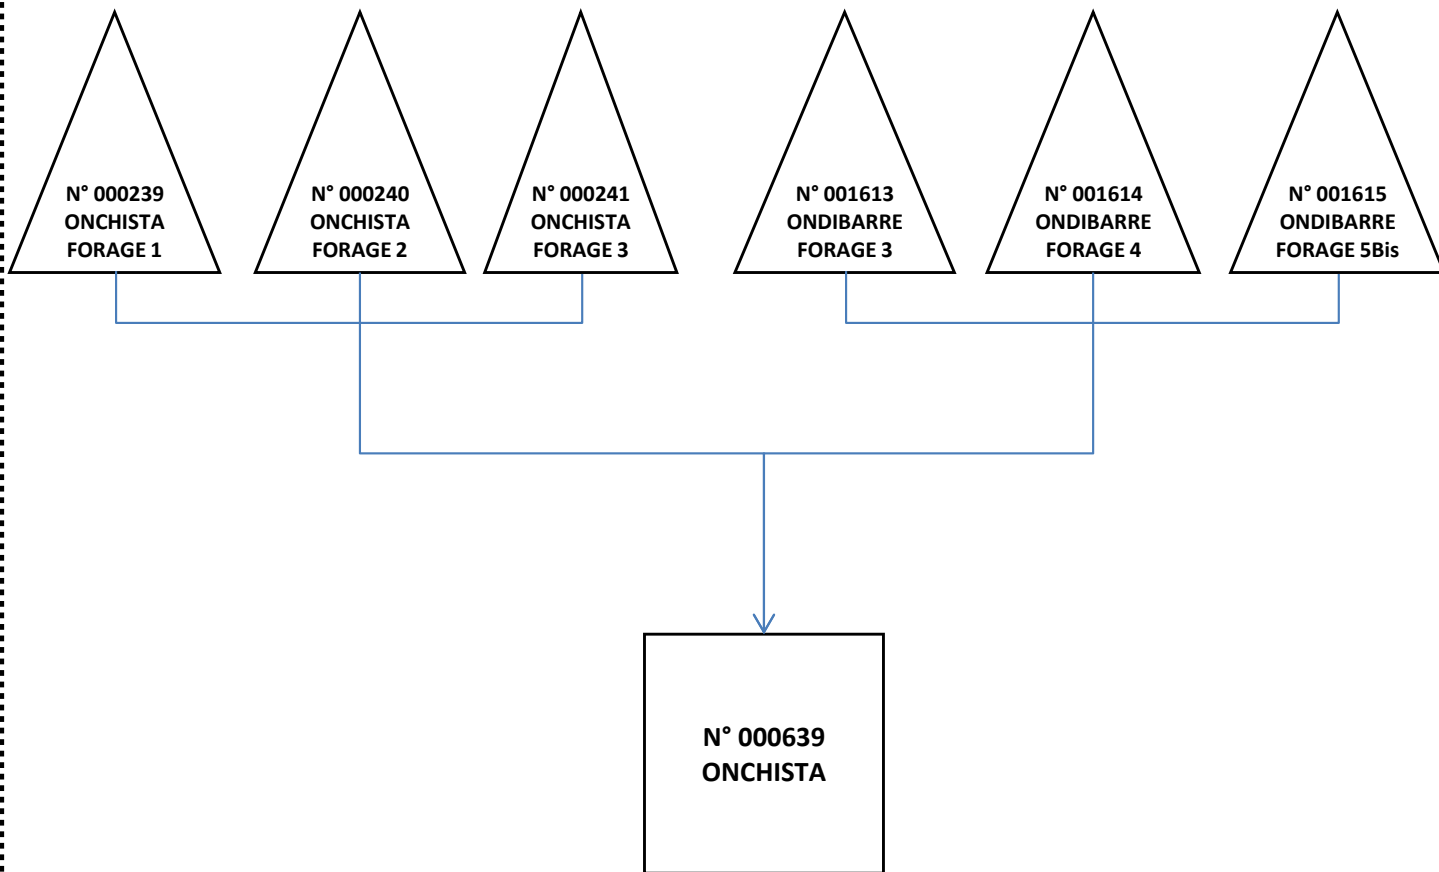 N° 000239
ONCHISTA
FORAGE 1
N° 000240
ONCHISTA
FORAGE 2
N° 000241
ONCHISTA
FORAGE 3
N° 001613
ONDIBARRE
FORAGE 3
N° 001614
ONDIBARRE
FORAGE 4
N° 001615
ONDIBARRE
FORAGE 5Bis
N° 000639
ONCHISTA